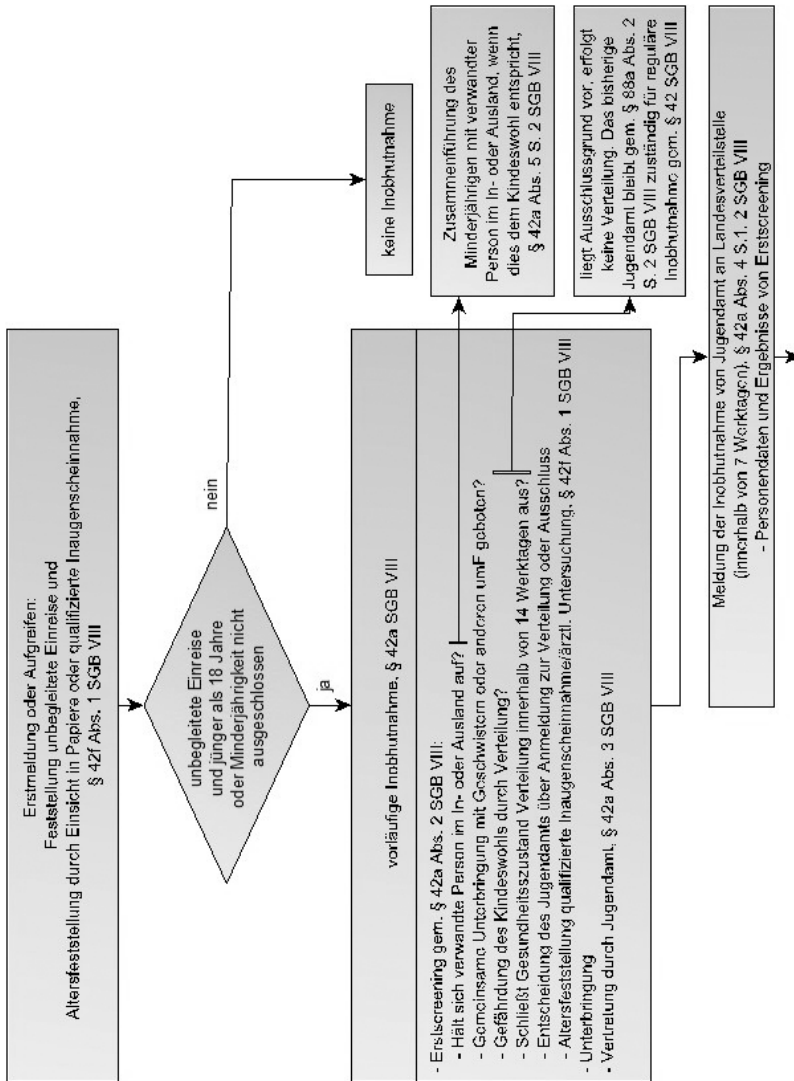 Erstmeldung oder Aufgreifen:
Feststellung unbegleitete Einreise und
Altersfeststellung durch Einsicht in Papiere oder qualifizierte Inaugenscheinnahme,
§ 42f Abs. 1 SGB VIII
unbegleitete Einreise
und jünger als 18 Jahre
oder Minderjährigkeit nicht
ausgeschlossen
nein
ja
keine Inobhutnahme
vorläufige Inobhutnahme, § 42a SGB VIII
- Erstscreening gem. § 42a Abs. 2 SGB VIII:
- Hält sich verwandte Person im In- oder Ausland auf?
- Gemeinsame Unterbringung mit Geschwistern oder anderen umF geboten?
- Gefährdung des Kindeswohls durch Verteilung?
- Schließt Gesundheitszustand Verteilung innerhalb von 14 Werktagen aus?
- Entscheidung des Jugendamts über Anmeldung zur Verteilung oder Ausschluss
- Altersfeststellung qualifizierte Inaugenscheinnahme/ärztl. Untersuchung, § 42f Abs. 1 SGB VIII
- Unterbringung
- Vertretung durch Jugendamt, § 42a Abs. 3 SGB VIII
Zusammenführung des
Minderjährigen mit verwandter
Person im In- oder Ausland, wenn
dies dem Kindeswohl entspricht,
§ 42a Abs. 5 S. 2 SGB VIII
liegt Ausschlussgrund vor, erfolgt
keine Verteilung. Das bisherige
Jugendamt bleibt gem. § 88a Abs. 2
S. 2 SGB VIII zuständig für reguläre
Inobhutnahme gem. § 42 SGB VIII
Meldung der Inobhutnahme von Jugendamt an Landesverteilstelle
(innerhalb von 7 Werktagen), § 42a Abs. 4 S.1, 2 SGB VIII
- Personendaten und Ergebnisse von Erstscreening